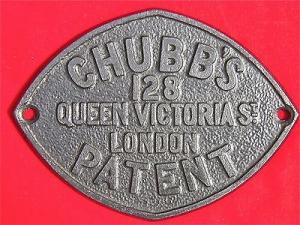 CHUBB'S
128
QUEEN VICTORIA ST.
LONDON
PATENT